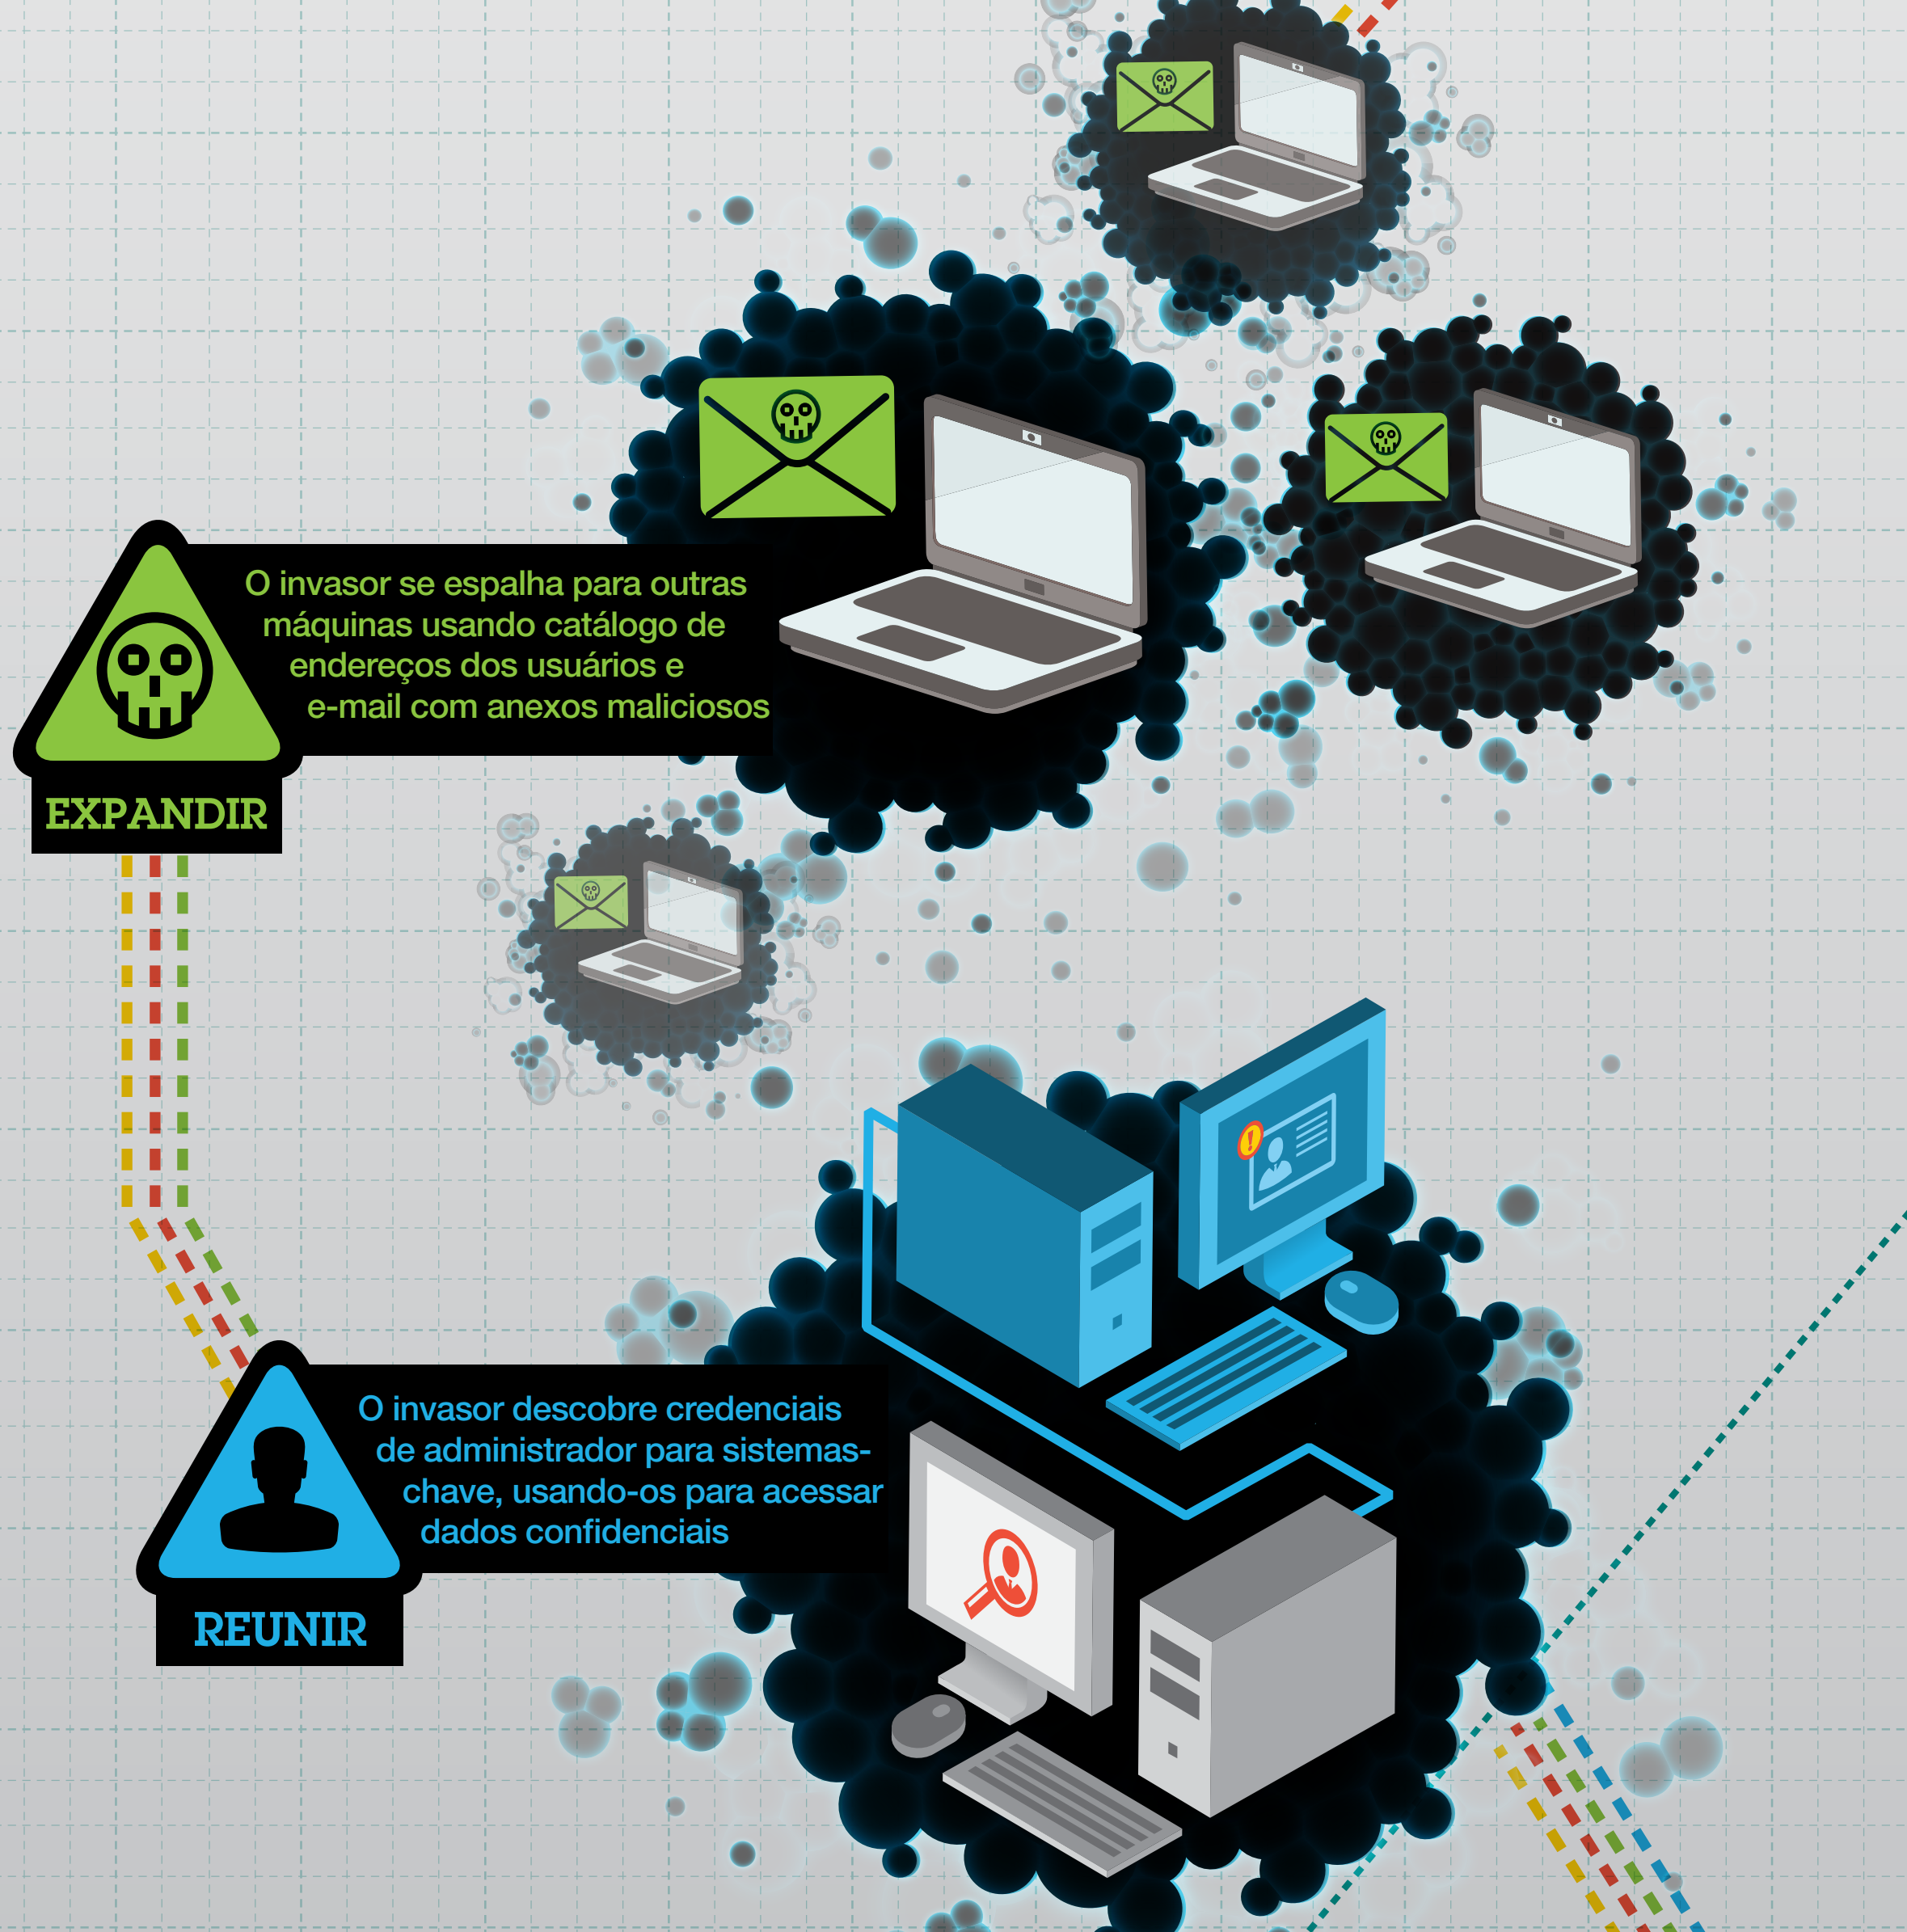 O invasor se espalha para outras
máquinas usando catálogo de
endereços dos usuários e
e-mail com anexos maliciosos
EXPANDIR
O invasor descobre credenciais
de administrador para sistemas-
chave, usando-os para acessar
dados confidenciais
REUNIR